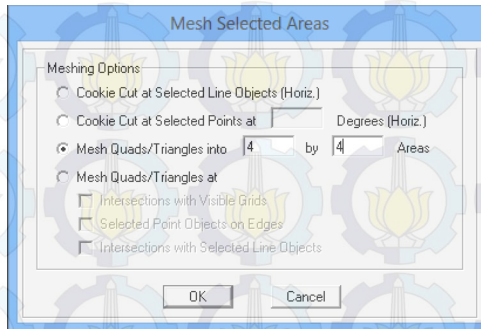 Mesh Selected Areas
Meshing Options
Cookie Cut at Selected Line Objects (Horiz.)
Cookie Cut at Selected Points at Degrees (Horiz.)
Mesh Quads/Triangles into 4 by 4 Areas
Mesh Quads/Triangles at
Intersections with Visible Grids
Selected Point Objects on Edges
Intersections with Selected Line Objects
OK Cancel